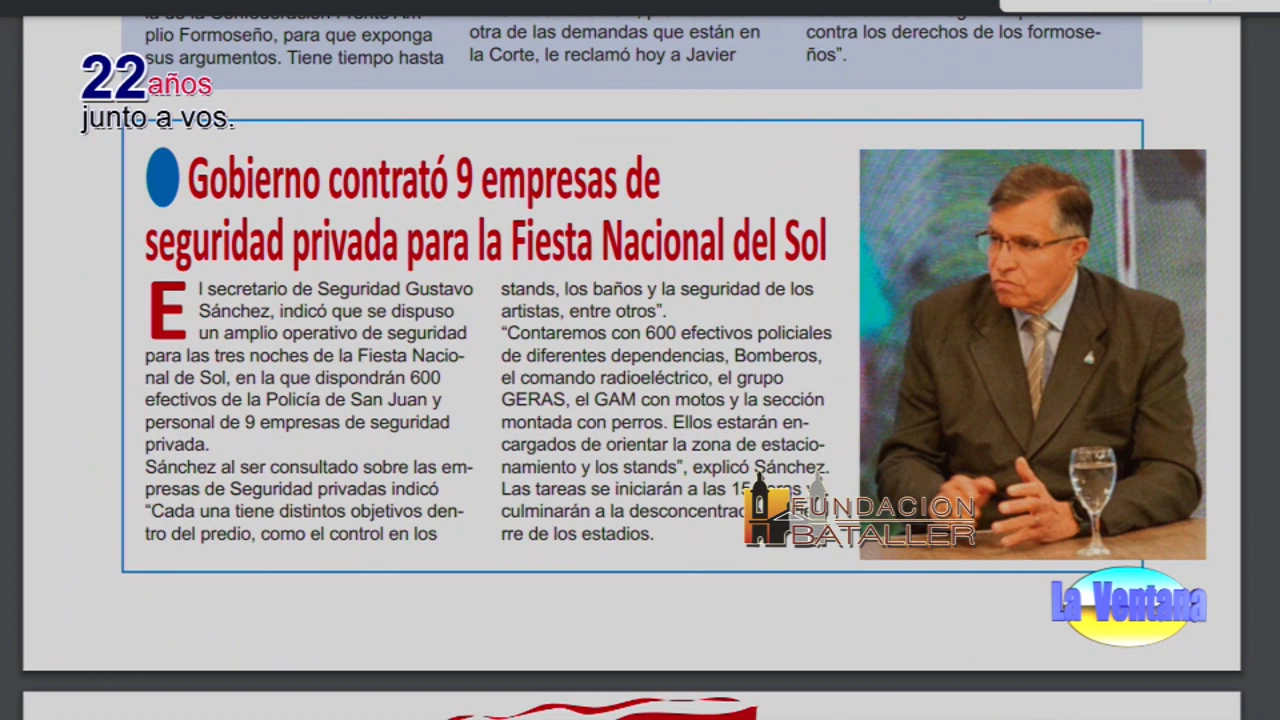 plio Formoseño, para que exponga
sus argumentos. Tiene tiempo hasta
otra de las demandas que están en
la Corte, le reclamó hoy a Javier
contra los derechos de los formose-
ños”.
22 años
junto a vos.
Gobierno contrató 9 empresas de
seguridad privada para la Fiesta Nacional del Sol
El secretario de Seguridad Gustavo
Sánchez, indicó que se dispuso
un amplio operativo de seguridad
para las tres noches de la Fiesta Nacio-
nal de Sol, en la que dispondrán 600
efectivos de la Policía de San Juan y
personal de 9 empresas de seguridad
privada.
Sánchez al ser consultado sobre las em-
presas de Seguridad privadas indicó
“Cada una tiene distintos objetivos den-
tro del predio, como el control en los
stands, los baños y la seguridad de los
artistas, entre otros”.
“Contaremos con 600 efectivos policiales
de diferentes dependencias, Bomberos,
el comando radioeléctrico, el grupo
GERAS, el GAM con motos y la sección
montada con perros. Ellos estarán en-
cargados de orientar la zona de estacio-
namiento y los stands”, explicó Sánchez.
Las tareas se iniciarán a las
culminarán a la
rre de los estadios.
FUNDACION
BATALLER
La Ventana